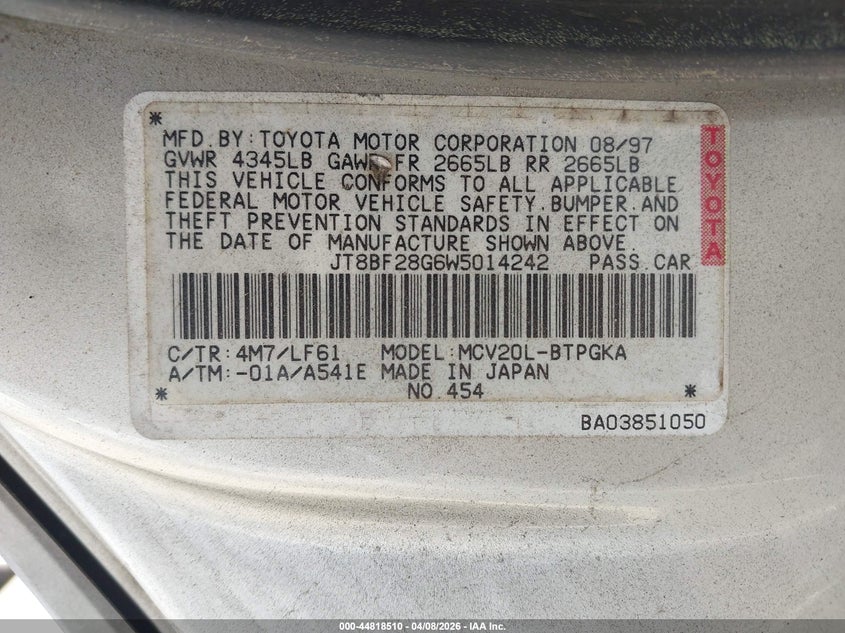 *
MFD. BY: TOYOTA MOTOR CORPORATION 08/97
GVWR 4345LB GAWR FR 2665LB RR 2665LB
THIS VEHICLE CONFORMS TO ALL APPLICABLE
FEDERAL MOTOR VEHICLE SAFETY. BUMPER. AND
THEFT PREVENTION STANDARDS IN EFFECT ON
THE DATE OF MANUFACTURE SHOWN ABOVE.
JT8BF28G6W5014242 PASS. CAR
TOYOTA
C/TR: 4M7/LF61 MODEL: MCV20L-BTPGKA
A/TM: -01A/A541E MADE IN JAPAN
* NO. 454 *
BA03851050
000-44818510 | 04/08/2026 | IAA Inc.